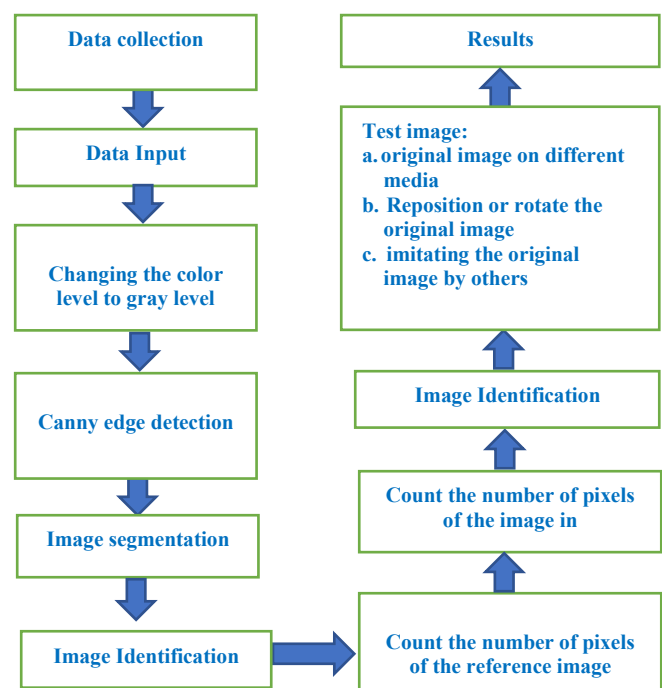 Data collection
Data Input
Changing the color
level to gray level
Canny edge detection
Image segmentation
Image Identification
Count the number of pixels
of the reference image
Count the number of pixels
of the image in
Image Identification
Test image:
a. original image on different
media
b. Reposition or rotate the
original image
c. imitating the original
image by others
Results